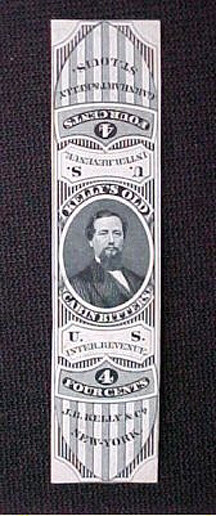 ST. LOUIS
FOUR CENTS
4
INTER. REVENUE.
U. S.
KELLY'S OLD
CABIN BITTERS
U. S.
INTER. REVENUE.
4
FOUR CENTS
J.B. KELLY & Co
NEW-YORK